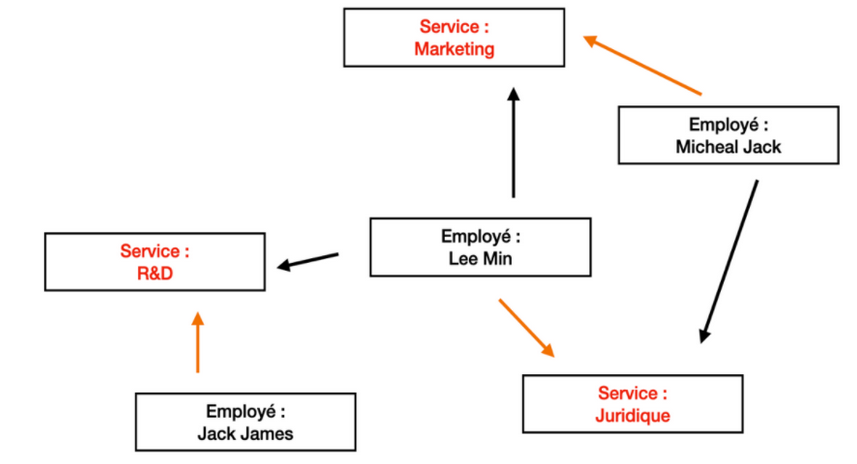 Service :
Marketing
Employé :
Micheal Jack
Employé :
Lee Min
Service :
R&D
Service :
Juridique
Employé :
Jack James